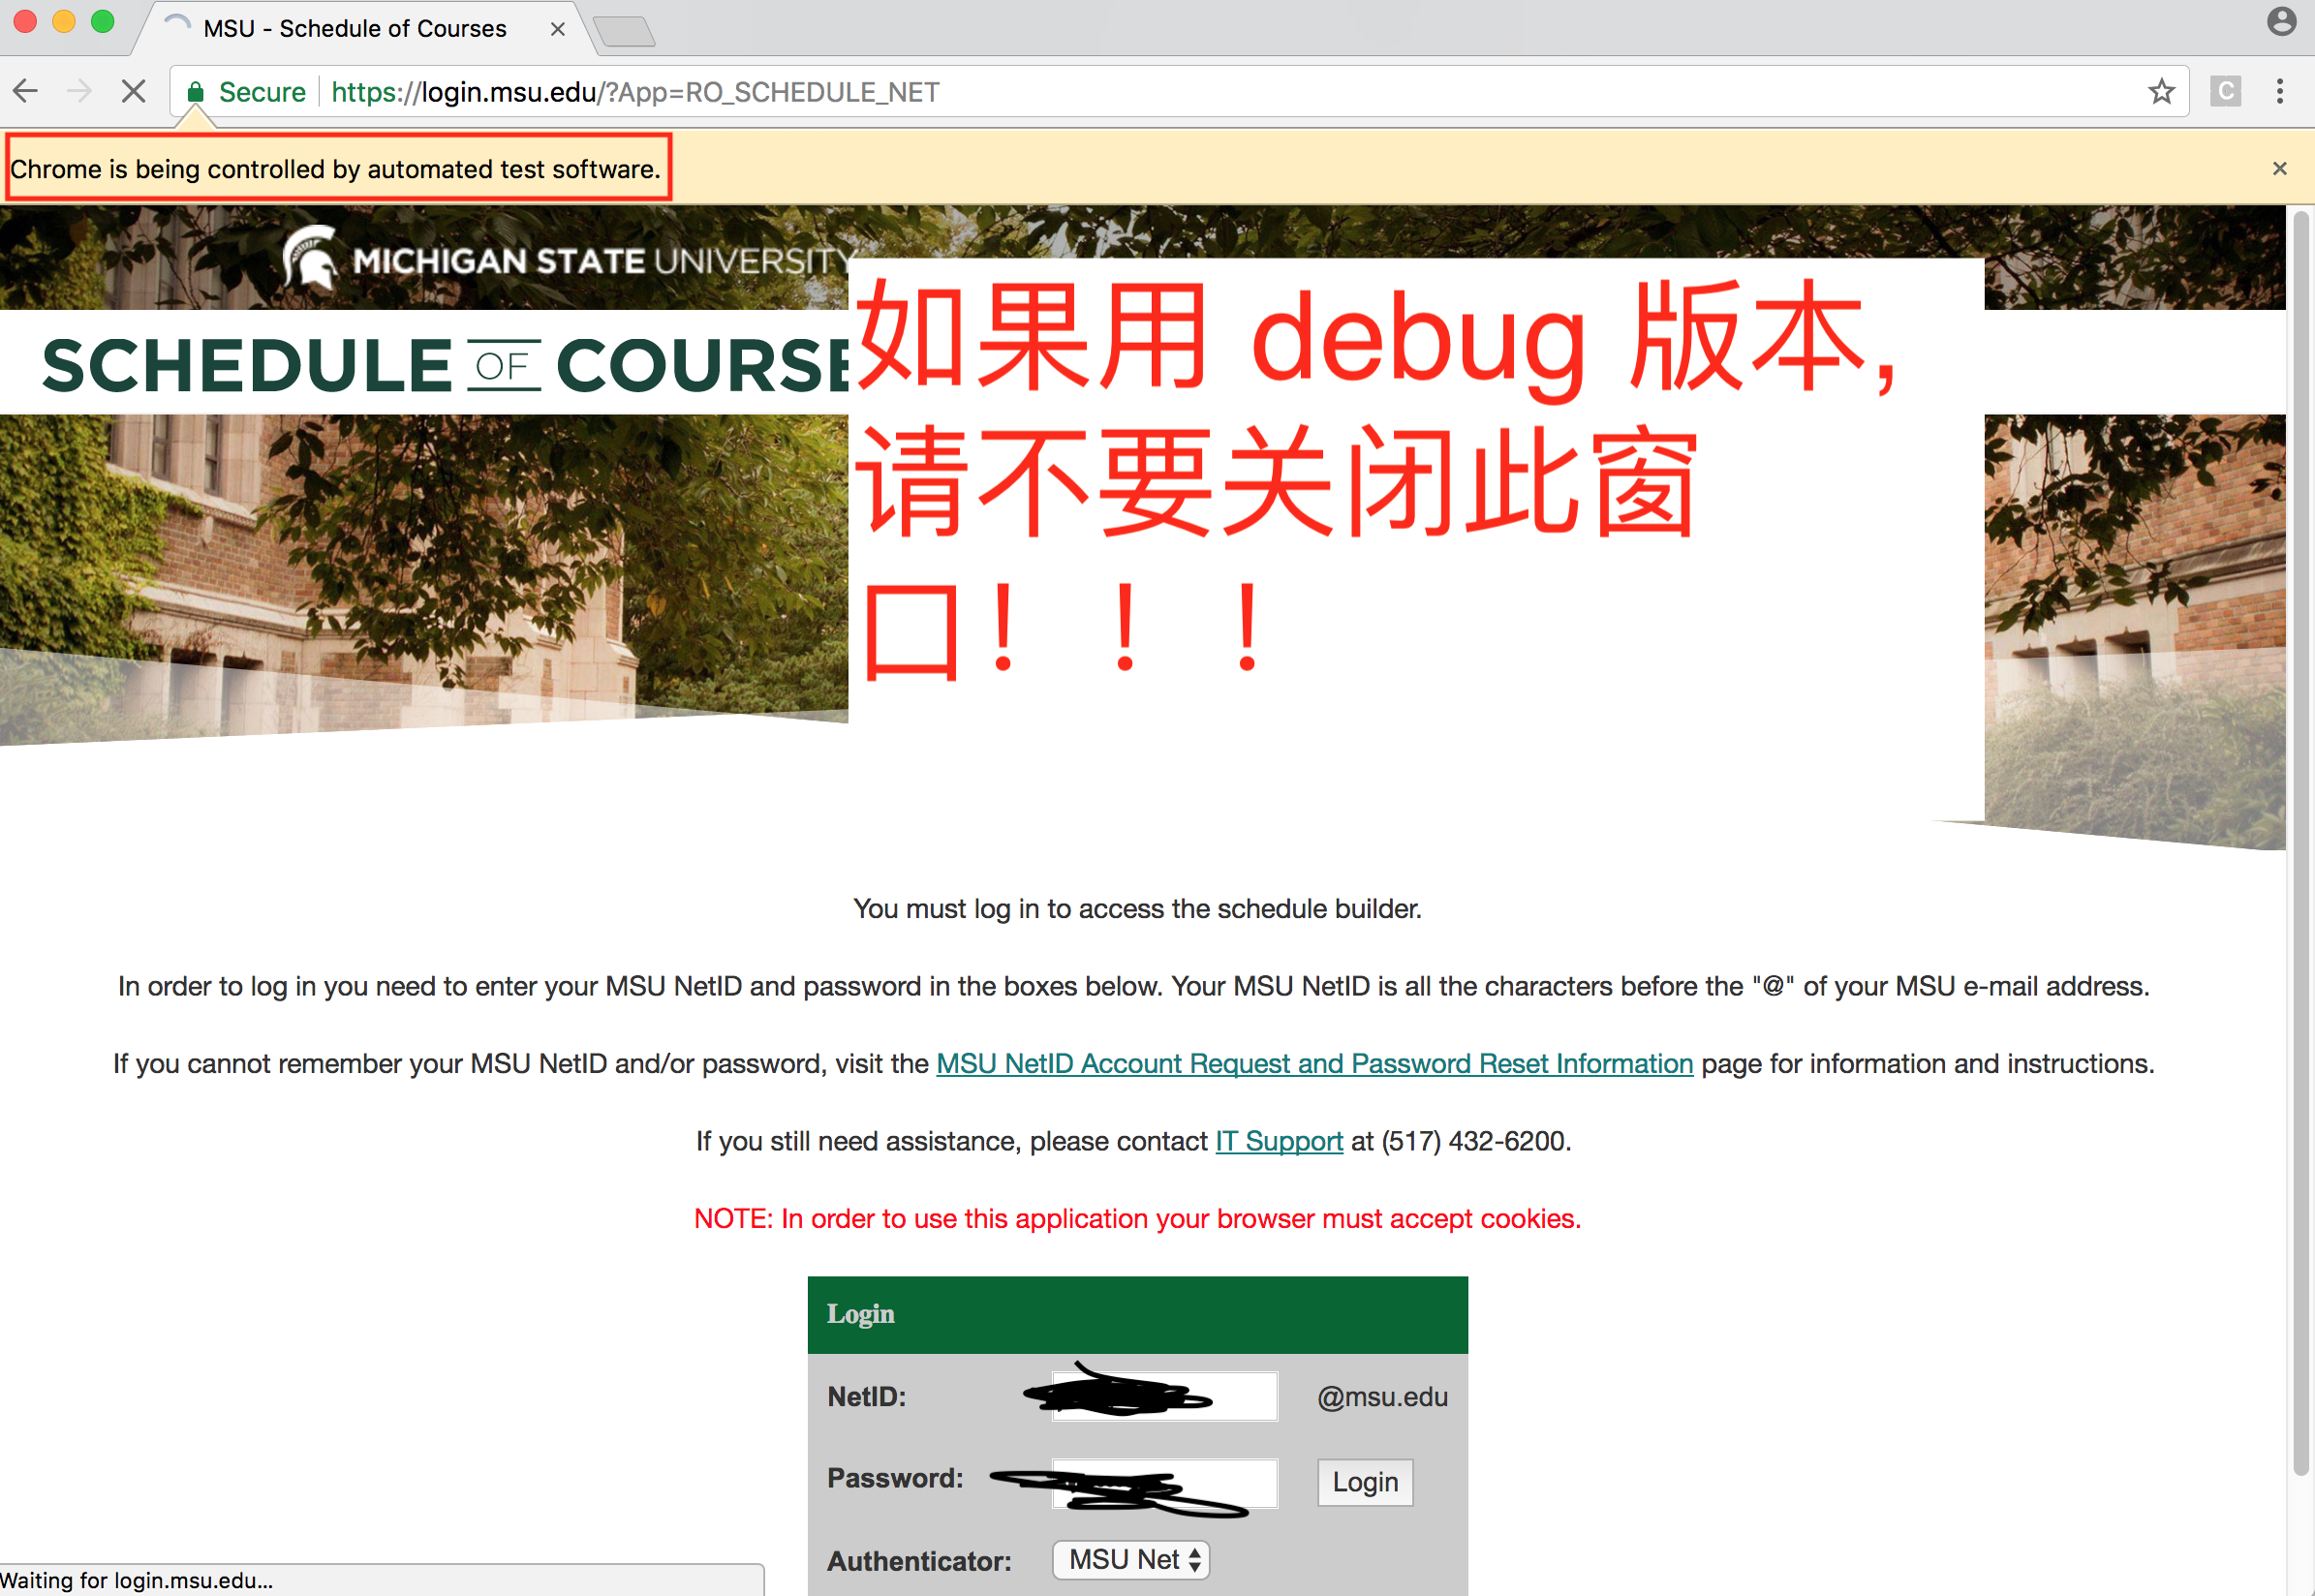 MSU - Schedule of Courses
Secure https://login.msu.edu/?App=RO_SCHEDULE_NET
C
Chrome is being controlled by automated test software.
MICHIGAN STATE UNIVERSITY
SCHEDULE OF COURSE
如果用 debug 版本,
请不要关闭此窗
口！！！
You must log in to access the schedule builder.
In order to log in you need to enter your MSU NetID and password in the boxes below. Your MSU NetID is all the characters before the "@" of your MSU e-mail address.
If you cannot remember your MSU NetID and/or password, visit the MSU NetID Account Request and Password Reset Information page for information and instructions.
If you still need assistance, please contact IT Support at (517) 432-6200.
NOTE: In order to use this application your browser must accept cookies.
Login
NetID: @msu.edu
Password: Login
Authenticator: MSU Net
Waiting for login.msu.edu...